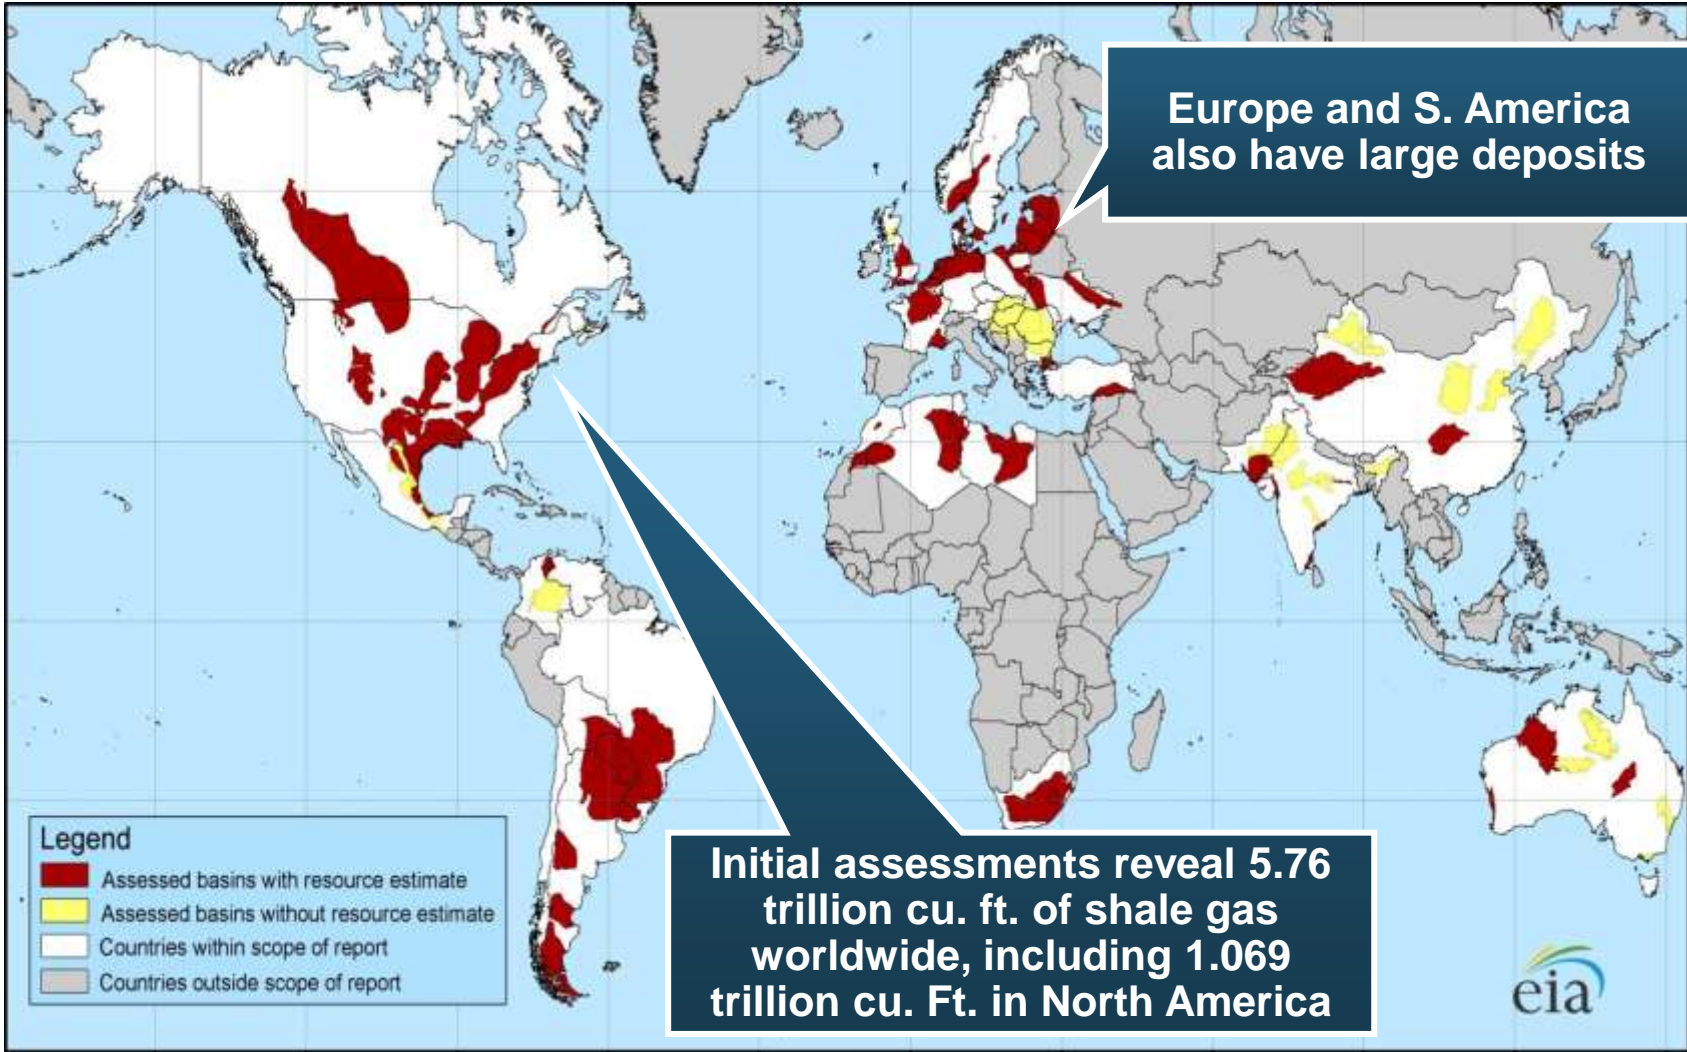 Europe and S. America
also have large deposits
Legend
Assessed basins with resource estimate
Assessed basins without resource estimate
Countries within scope of report
Countries outside scope of report
Initial assessments reveal 5.76
trillion cu. ft. of shale gas
worldwide, including 1.069
trillion cu. Ft. in North America
eia